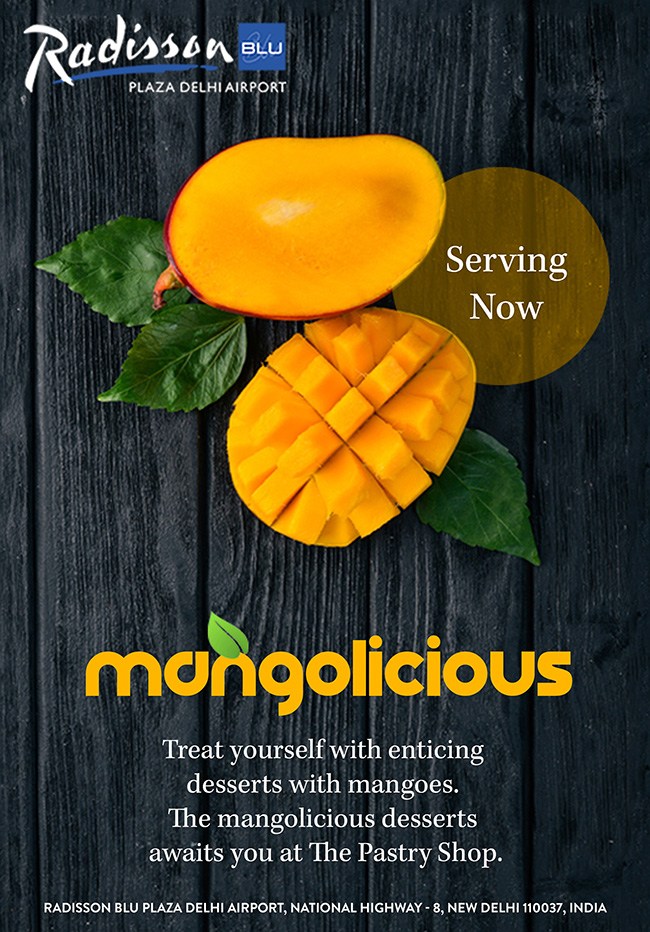 Radisson BLU
PLAZA DELHI AIRPORT
Serving
Now
mangolicious
Treat yourself with enticing
desserts with mangoes.
The mangolicious desserts
awaits you at The Pastry Shop.
RADISSON BLU PLAZA DELHI AIRPORT, NATIONAL HIGHWAY - 8, NEW DELHI 110037, INDIA